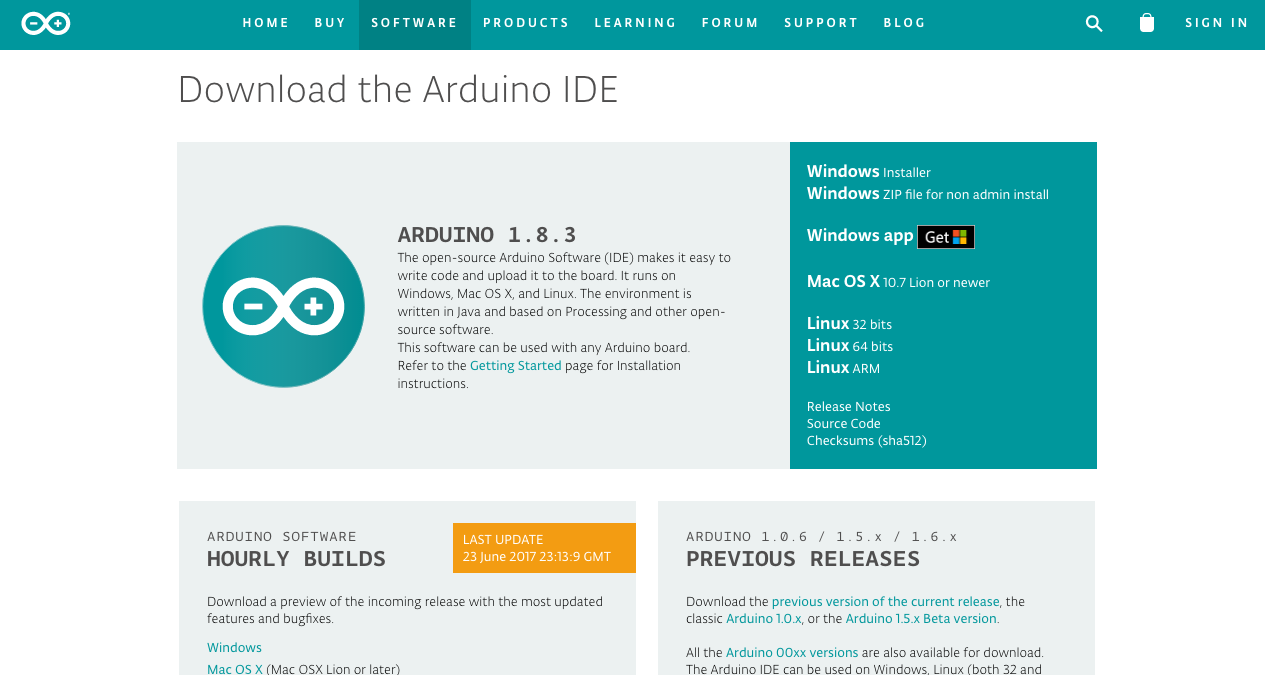 HOME BUY SOFTWARE PRODUCTS LEARNING FORUM SUPPORT BLOG SIGN IN
Download the Arduino IDE
ARDUINO 1.8.3
The open-source Arduino Software (IDE) makes it easy to
write code and upload it to the board. It runs on
Windows, Mac OS X, and Linux. The environment is
written in Java and based on Processing and other open-
source software.
This software can be used with any Arduino board.
Refer to the Getting Started page for Installation
instructions.
Windows Installer
Windows ZIP file for non admin install
Windows app Get
Mac OS X 10.7 Lion or newer
Linux 32 bits
Linux 64 bits
Linux ARM
Release Notes
Source Code
Checksums (sha512)
ARDUINO SOFTWARE
HOURLY BUILDS
LAST UPDATE
23 June 2017 23:13:9 GMT
Download a preview of the incoming release with the most updated
features and bugfixes.
Windows
Mac OS X (Mac OSX Lion or later)
ARDUINO 1.0.6 / 1.5.x / 1.6.x
PREVIOUS RELEASES
Download the previous version of the current release, the
classic Arduino 1.0.x, or the Arduino 1.5.x Beta version.
All the Arduino 00xx versions are also available for download.
The Arduino IDE can be used on Windows, Linux (both 32 and